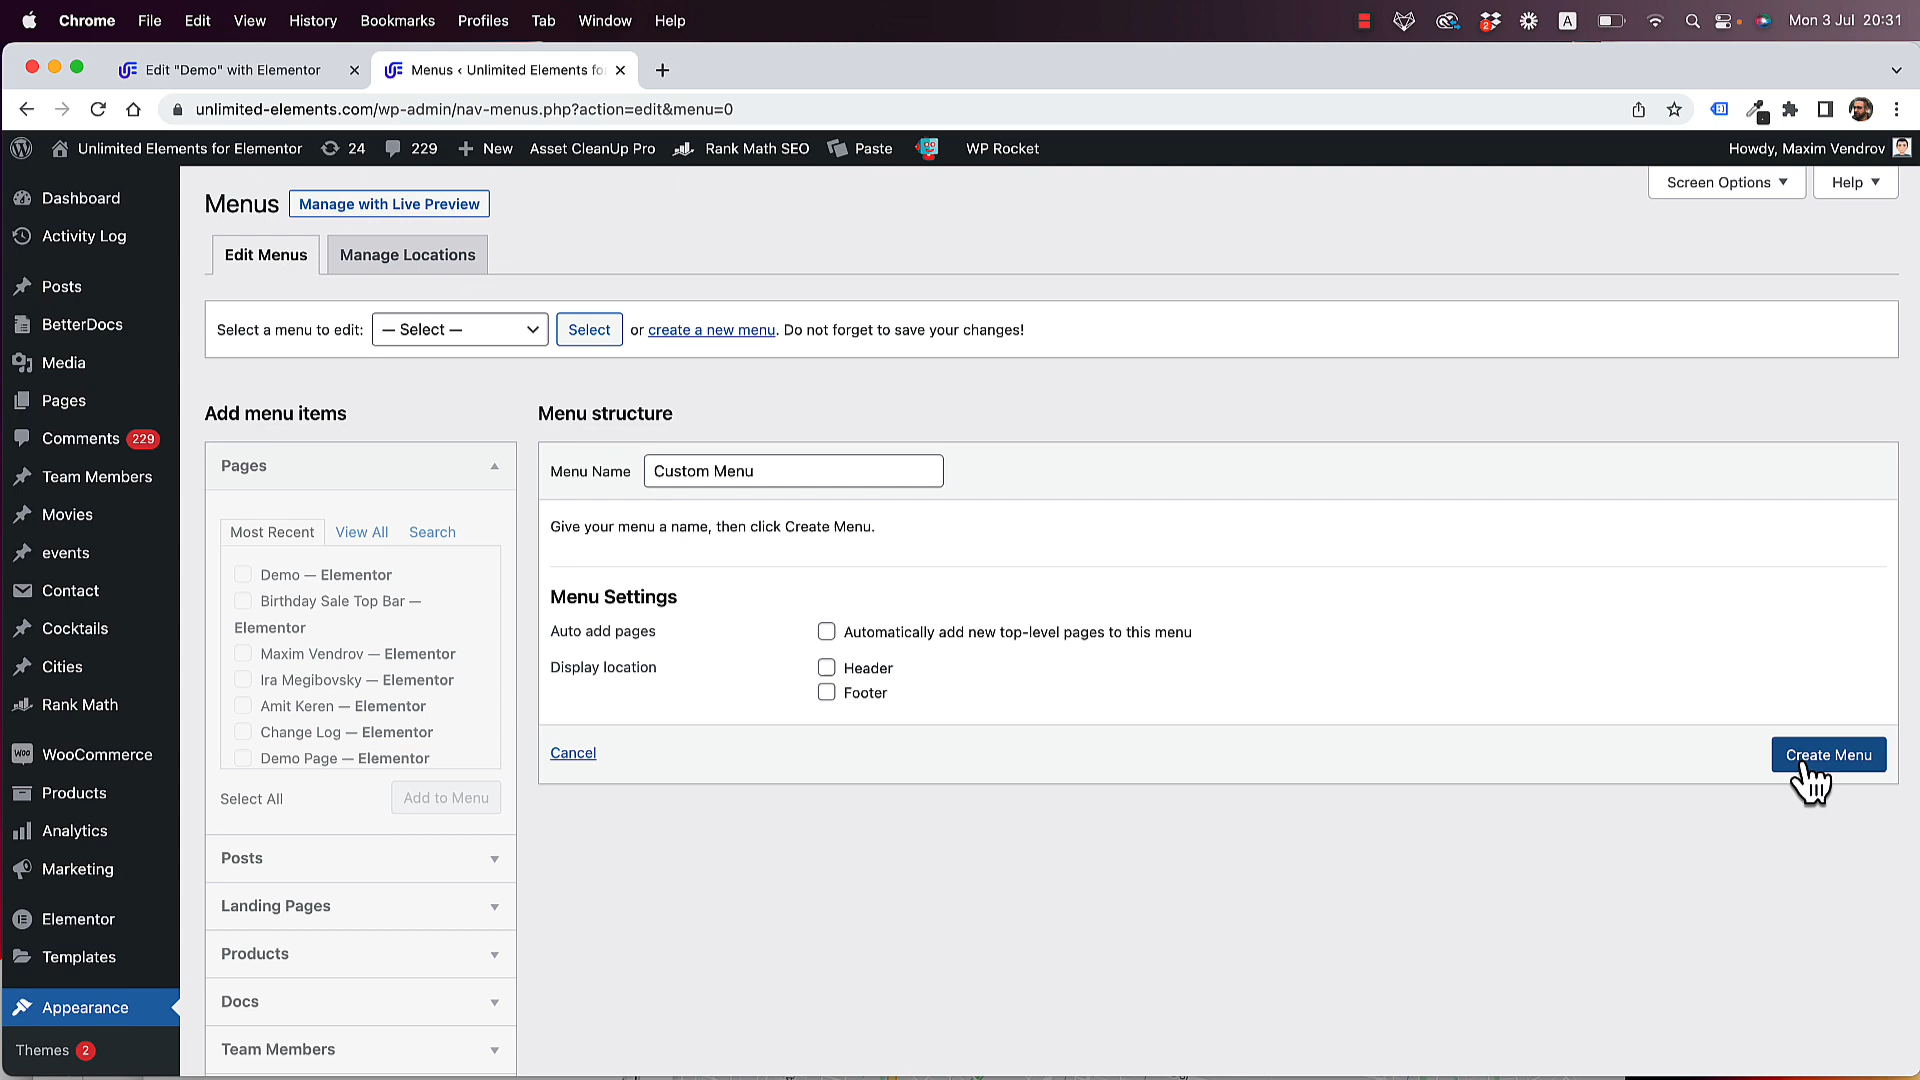 Chrome File Edit View History Bookmarks Profiles Tab Window Help
A 2 Mon 3 Jul 20:31
Edit "Demo" with Elementor
Menus ‹ Unlimited Elements fo
unlimited-elements.com/wp-admin/nav-menus.php?action=edit&menu=0
Unlimited Elements for Elementor 24 229 New Asset CleanUp Pro Rank Math SEO Paste WP Rocket Howdy, Maxim Vendrov
Dashboard
Activity Log
Posts
BetterDocs
Media
Pages
Comments 229
Team Members
Movies
events
Contact
Cocktails
Cities
Rank Math
WooCommerce
Products
Analytics
Marketing
Elementor
Templates
Appearance
Themes 2
Screen Options Help
Menus Manage with Live Preview
Edit Menus Manage Locations
Select a menu to edit: — Select — Select or create a new menu. Do not forget to save your changes!
Add menu items
Pages
Most Recent View All Search
Demo — Elementor
Birthday Sale Top Bar —
Elementor
Maxim Vendrov — Elementor
Ira Megibovsky — Elementor
Amit Keren — Elementor
Change Log — Elementor
Demo Page — Elementor
Select All Add to Menu
Posts
Landing Pages
Products
Docs
Team Members
Menu structure
Menu Name Custom Menu
Give your menu a name, then click Create Menu.
Menu Settings
Auto add pages Automatically add new top-level pages to this menu
Display location Header
Footer
Cancel Create Menu